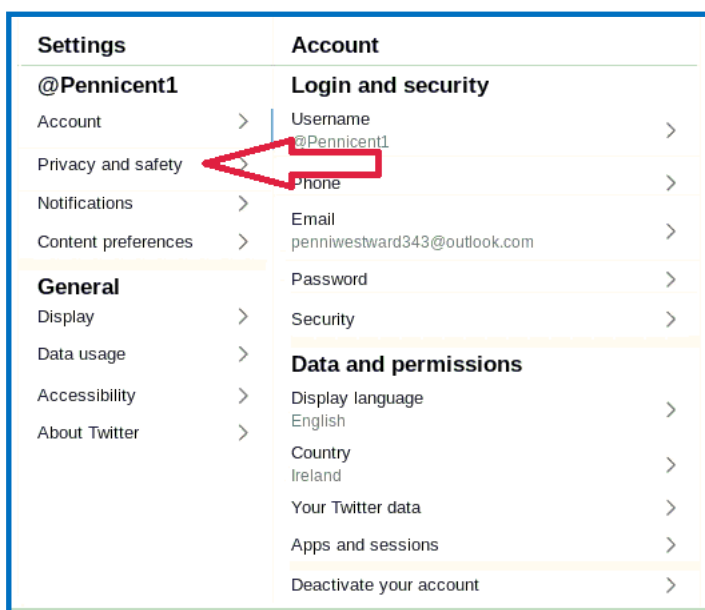 Settings
@Pennicent1
Account
Privacy and safety
Notifications
Content preferences
General
Display
Data usage
Accessibility
About Twitter
Account
Login and security
Username
@Pennicent1
Phone
Email
penniwestward343@outlook.com
Password
Security
Data and permissions
Display language
English
Country
Ireland
Your Twitter data
Apps and sessions
Deactivate your account